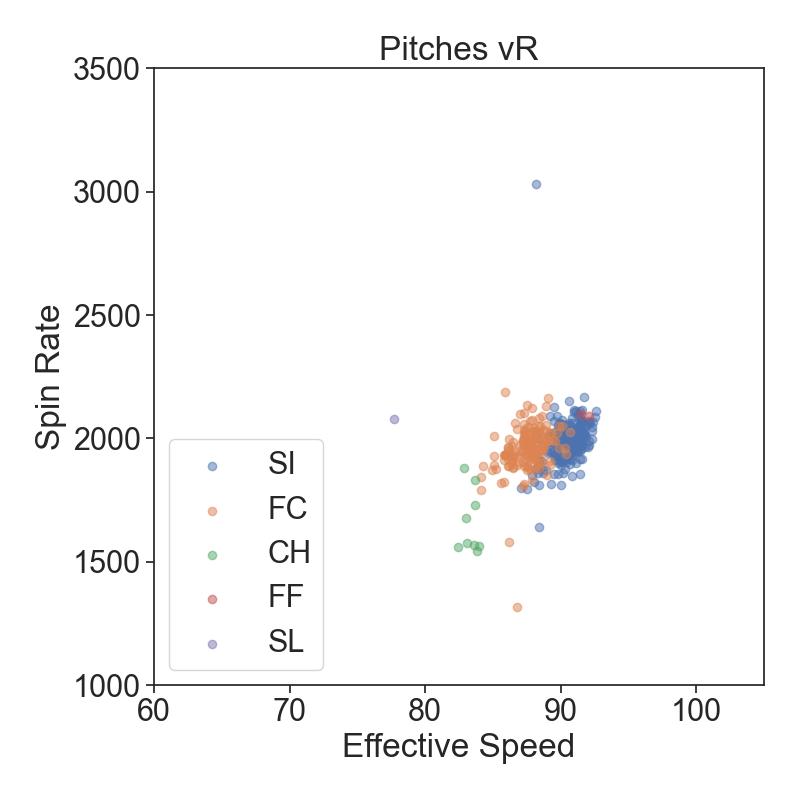 Pitches vR
3500
3000
2500
2000
1500
1000
Spin Rate
SI
FC
CH
FF
SL
60 70 80 90 100
Effective Speed